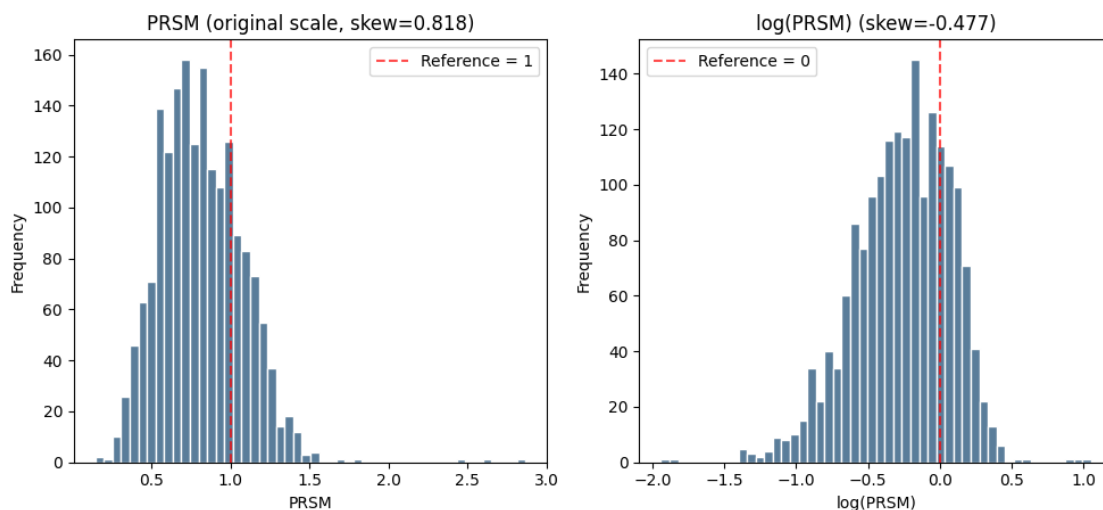 PRSM (original scale, skew=0.818)
160
140
120
100
80
60
40
20
0
Frequency
Reference = 1
0.5 1.0 1.5 2.0 2.5 3.0
PRSM
log(PRSM) (skew=-0.477)
140
120
100
80
60
40
20
0
Frequency
Reference = 0
−2.0 −1.5 −1.0 −0.5 0.0 0.5 1.0
log(PRSM)